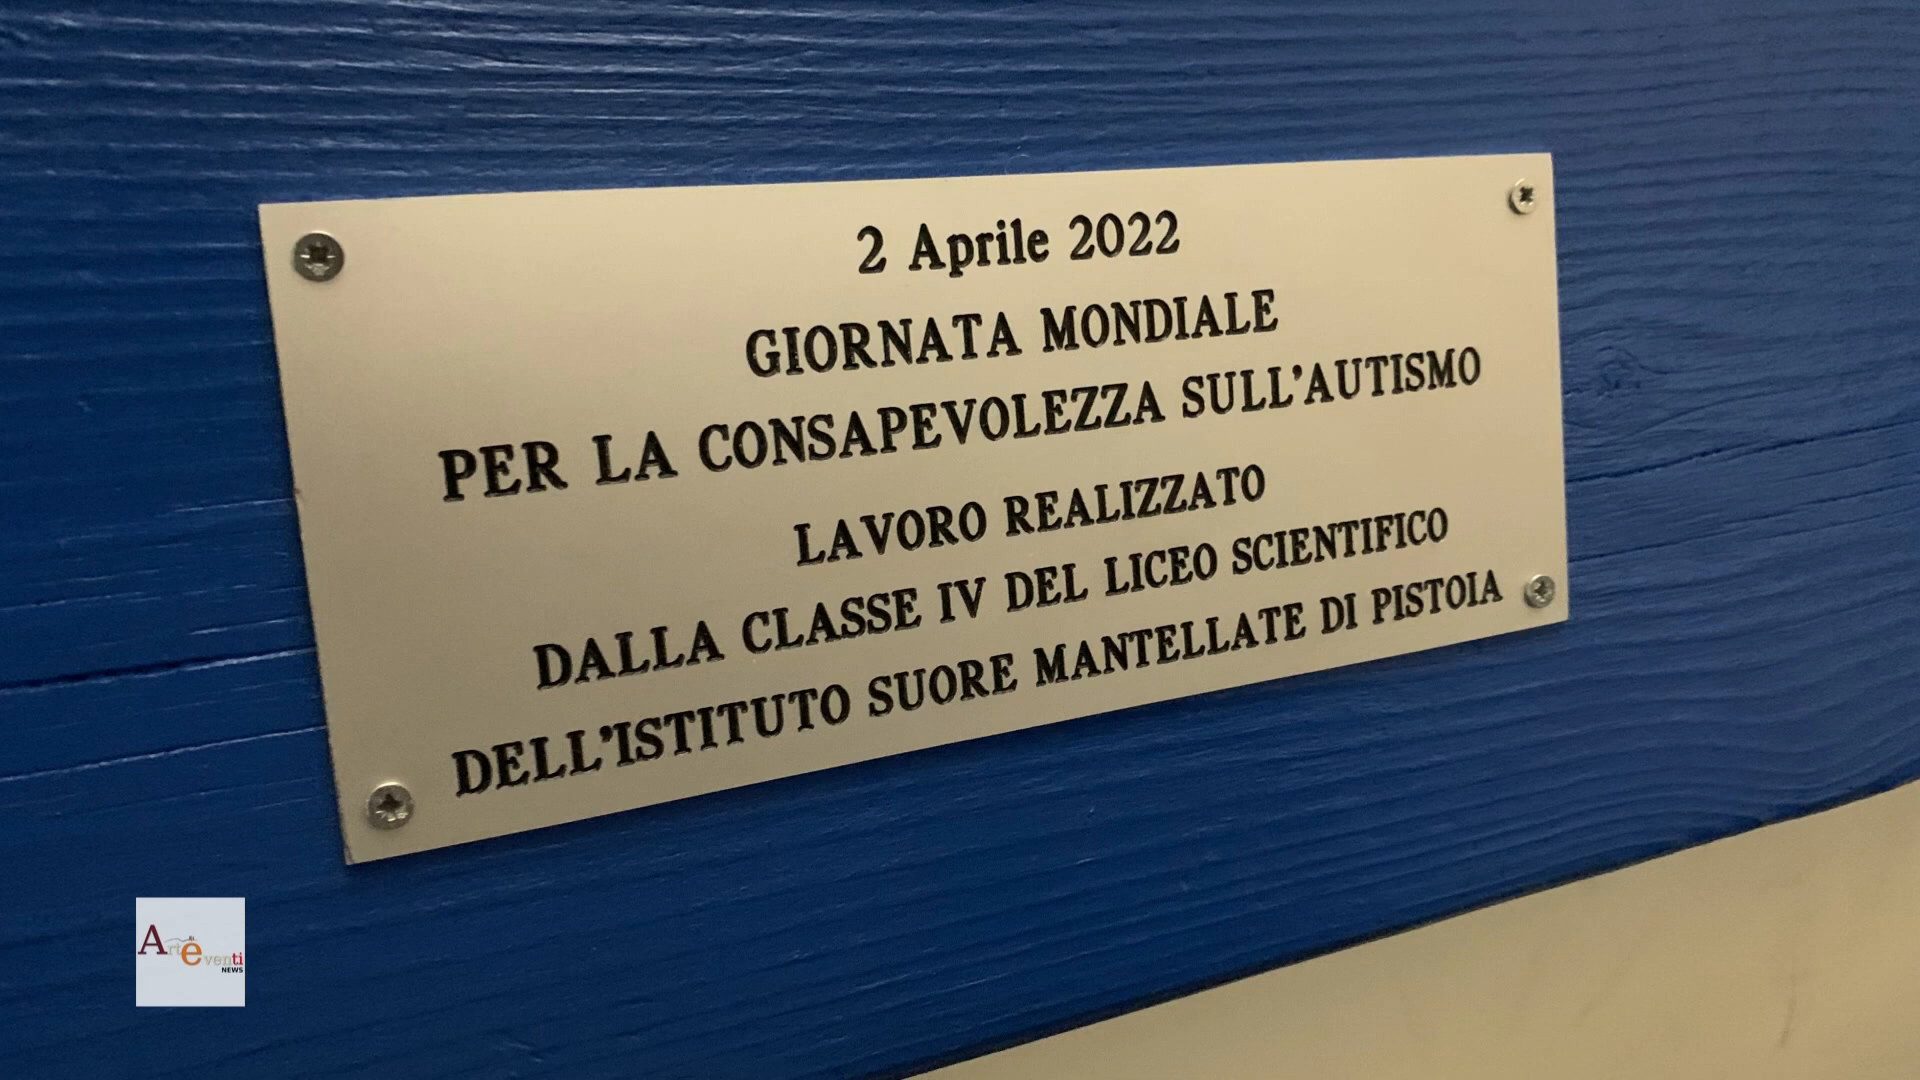 2 Aprile 2022
GIORNATA MONDIALE
PER LA CONSAPEVOLEZZA SULL'AUTISMO
LAVORO REALIZZATO
DALLA CLASSE IV DEL LICEO SCIENTIFICO
DELL'ISTITUTO SUORE MANTELLATE DI PISTOIA
Arte eventi
NEWS